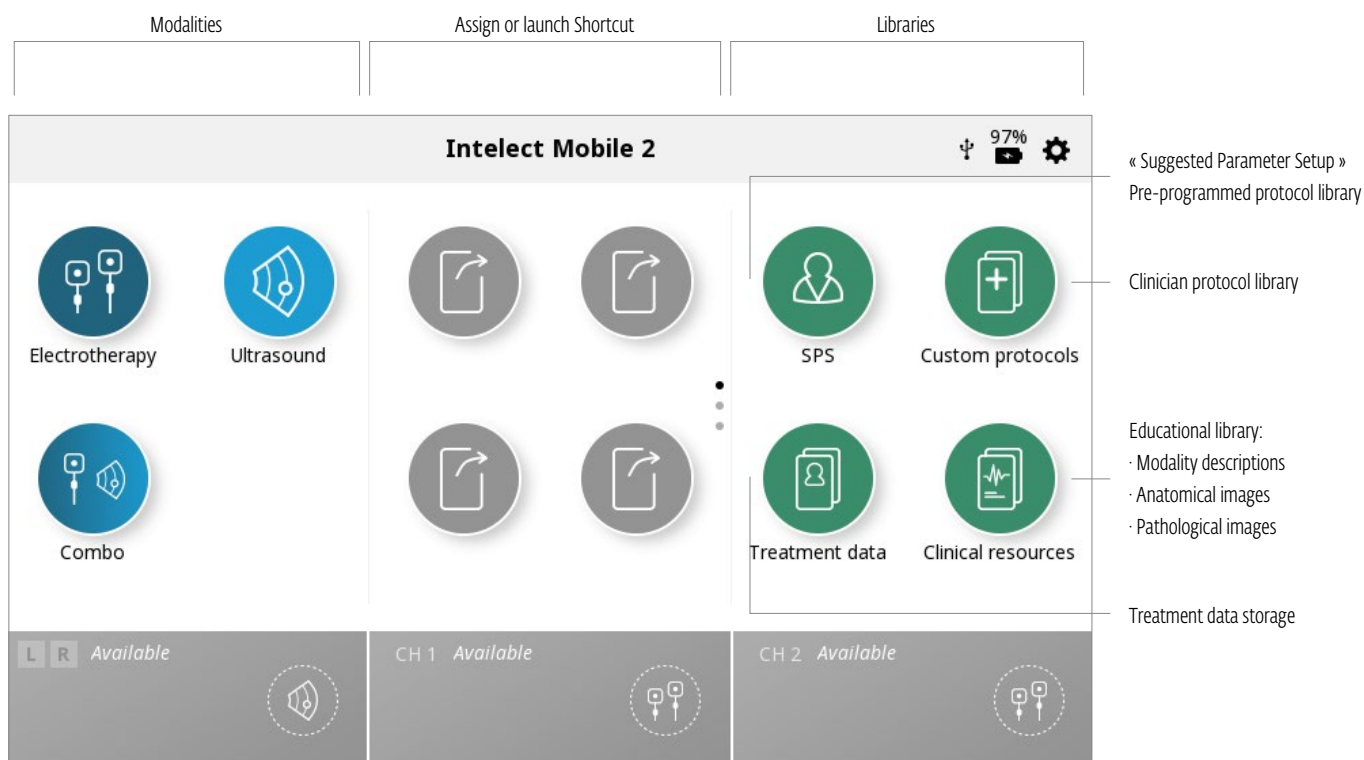 Modalities
Assign or launch Shortcut
Libraries
Intelect Mobile 2
97%
« Suggested Parameter Setup »
Pre-programmed protocol library
Electrotherapy
Ultrasound
SPS
Custom protocols
Clinician protocol library
Combo
Treatment data
Clinical resources
Educational library:
· Modality descriptions
· Anatomical images
· Pathological images
Treatment data storage
L R Available
CH 1 Available
CH 2 Available